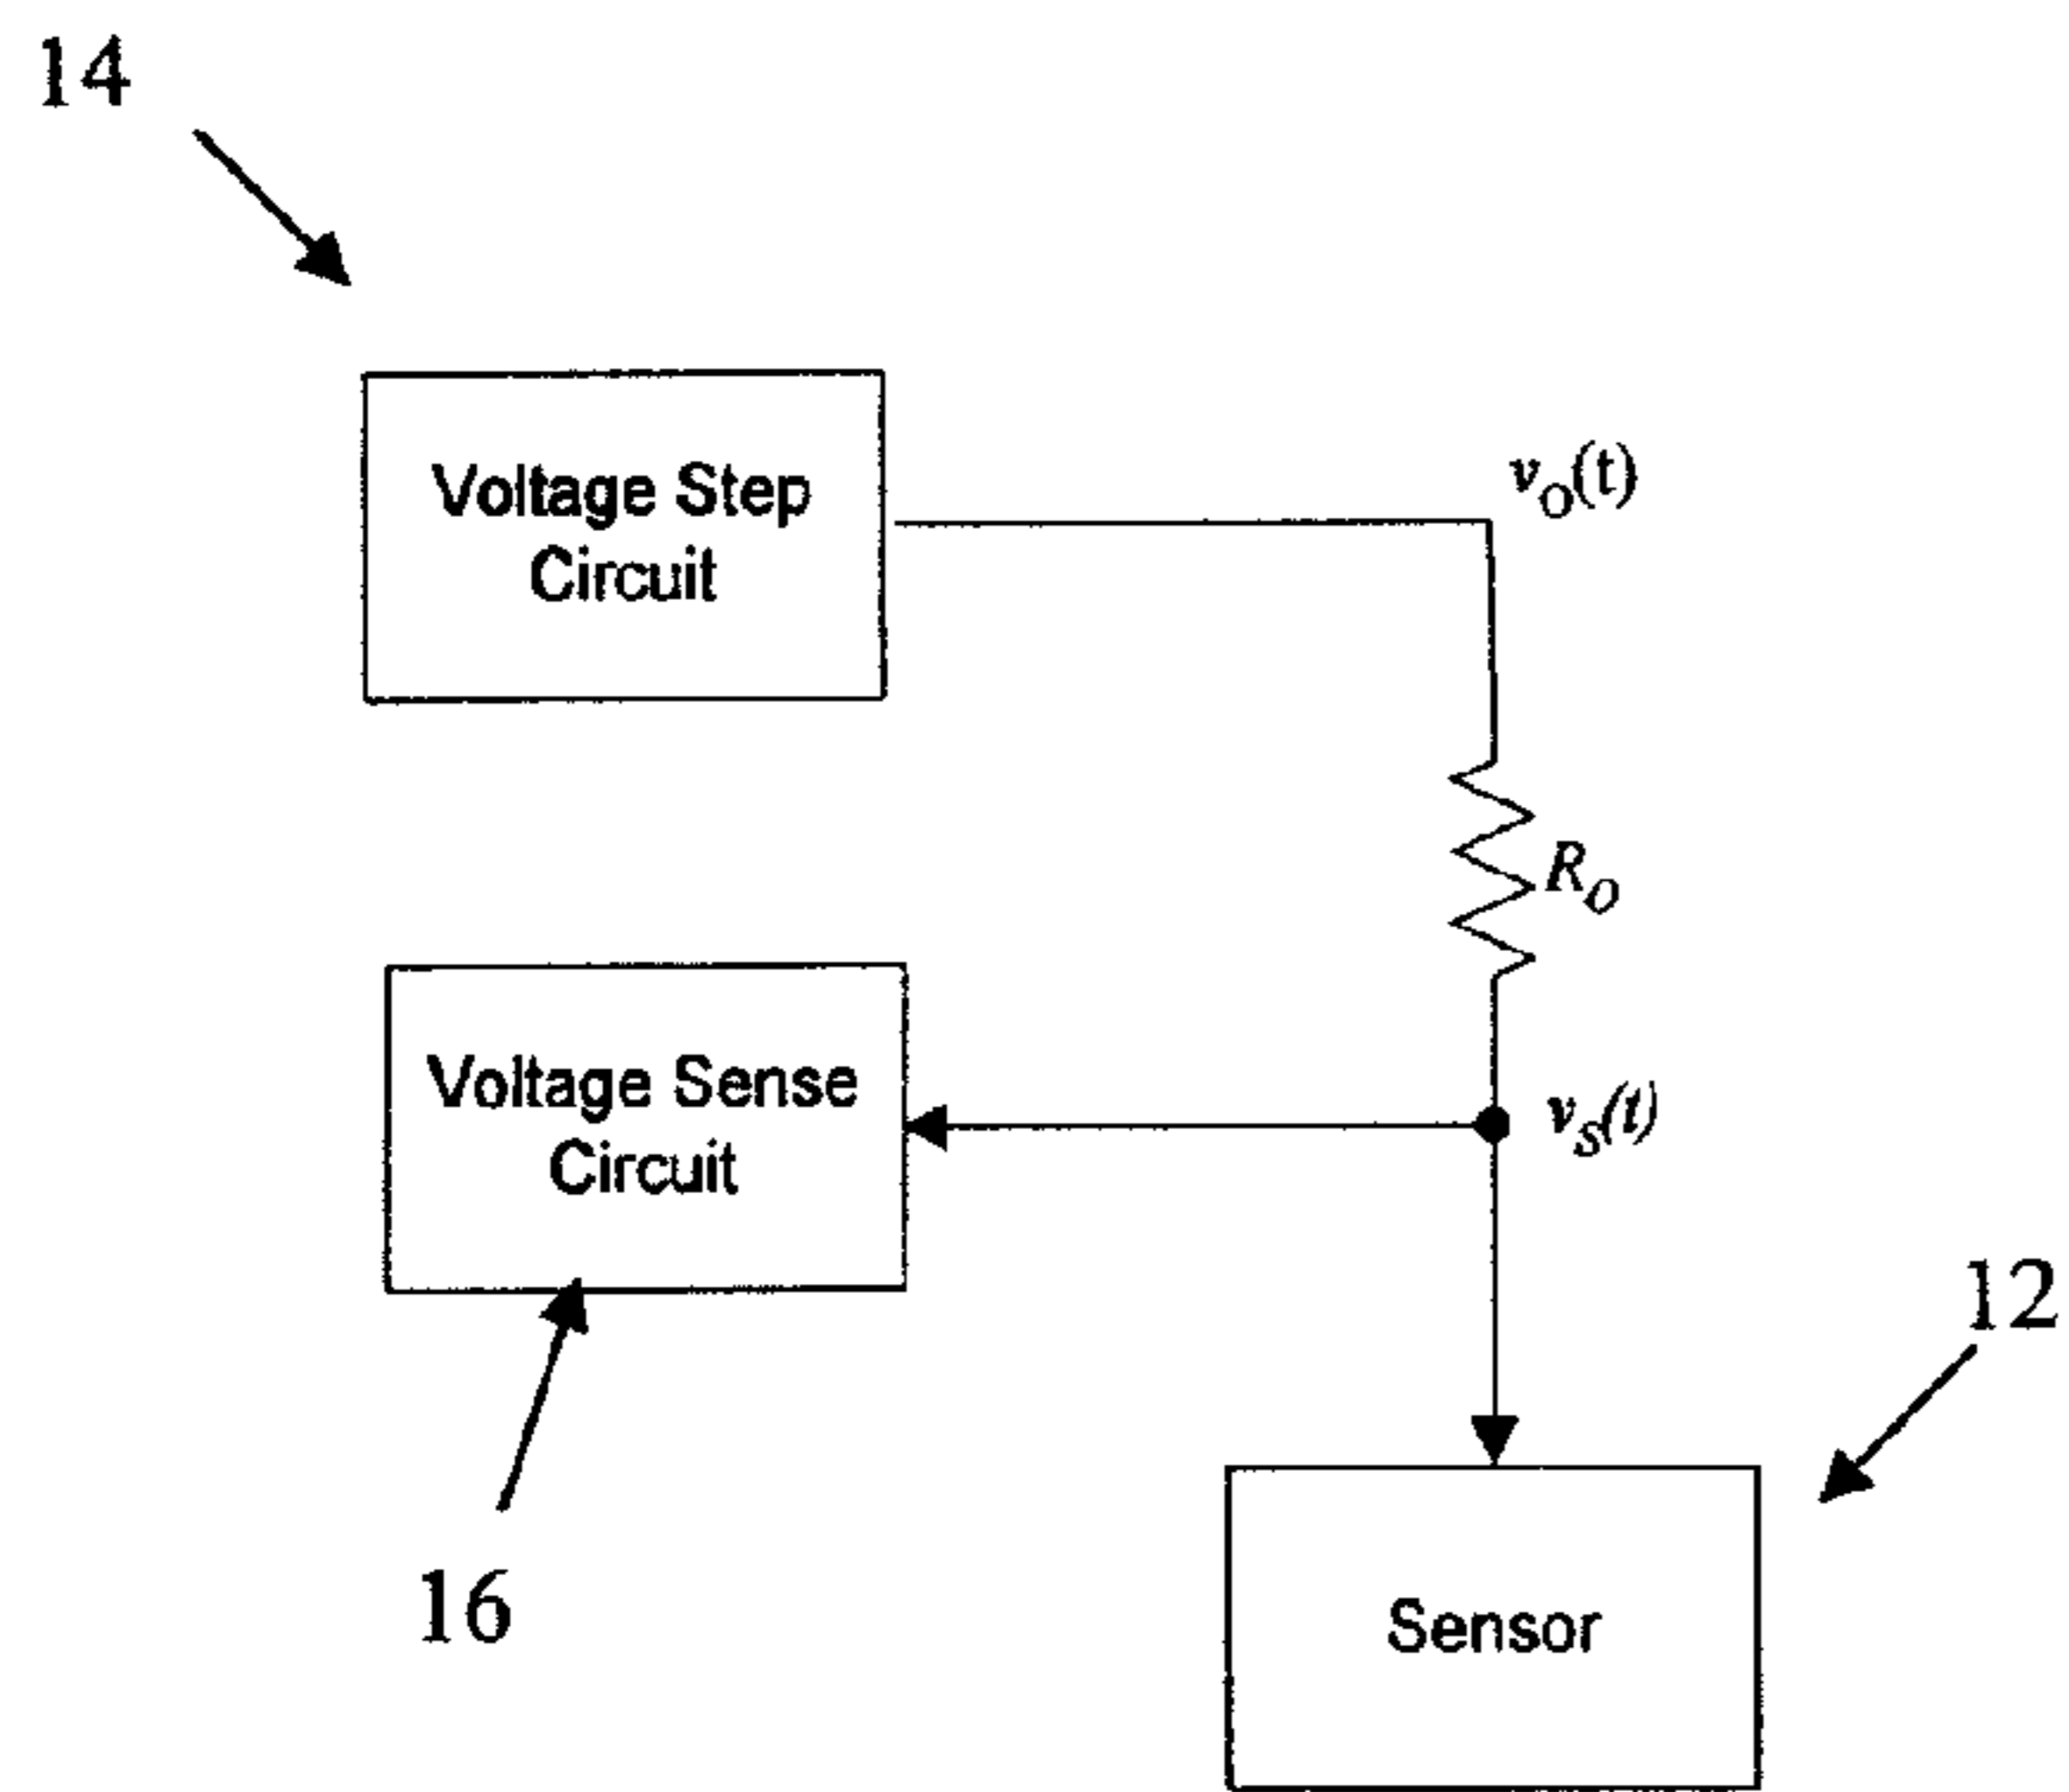 14
Voltage Step
Circuit
vo(t)
Ro
Voltage Sense
Circuit
vs(t)
12
16
Sensor